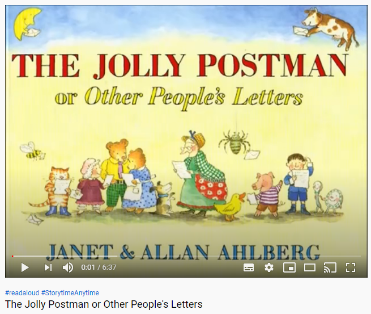 THE JOLLY POSTMAN
or Other People's Letters
JANET & ALLAN AHLBERG
0:01 / 6:37
#readaloud #StorytimeAnytime
The Jolly Postman or Other People's Letters